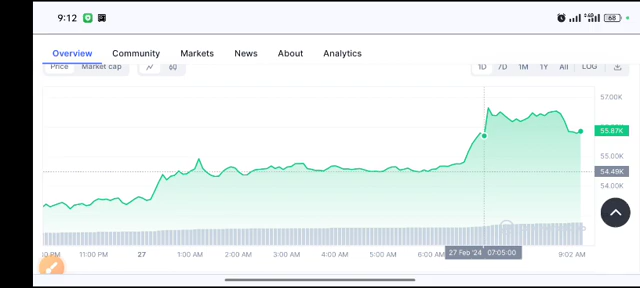 9:12 68
Overview Community Markets News About Analytics
Price Market cap 1D 7D 1M 1Y All LOG
57.00K
55.87K
55.00K
54.49K
54.00K
11:00 PM 27 1:00 AM 2:00 AM 3:00 AM 4:00 AM 5:00 AM 6:00 AM 27 Feb '24 07:05:00 9:02 AM